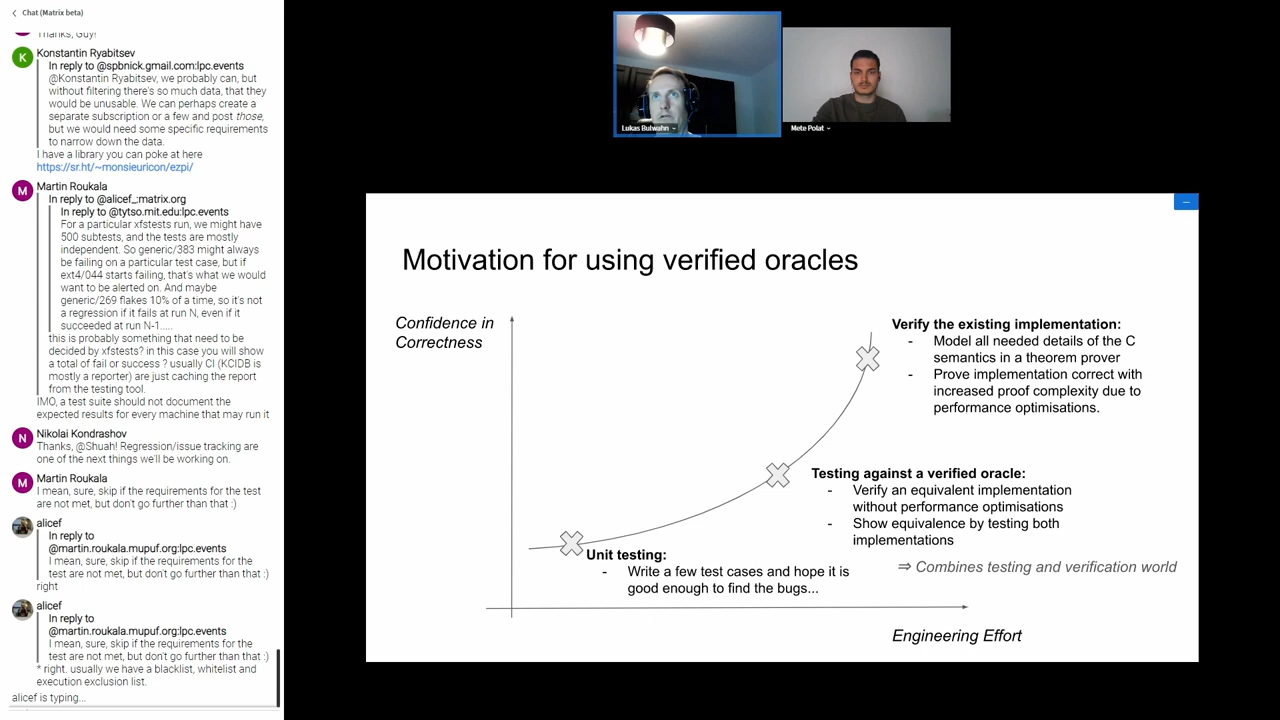 Chat (Matrix beta)
Thanks, Guy!
Konstantin Ryabitsev
In reply to @spbnick.gmail.com:lpc.events
@Konstantin Ryabitsev, we probably can, but
without filtering there's so much data, that they
would be unusable. We can perhaps create a
separate subscription or a few and post those,
but we would need some specific requirements
to narrow down the data.
I have a library you can poke at here
https://sr.ht/~monsieuricon/ezpi/
Martin Roukala
In reply to @alicef_:matrix.org
In reply to @tytso.mit.edu:lpc.events
For a particular xfstests run, we might have
500 subtests, and the tests are mostly
independent. So generic/383 might always
be failing on a particular test case, but if
ext4/044 starts failing, that's what we would
want to be alerted on. And maybe
generic/269 flakes 10% of a time, so it's not
a regression if it fails at run N, even if it
succeeded at run N-1.....
this is probably something that need to be
decided by xfstests? in this case you will show
a total of fail or success ? usually CI (KCIDB is
mostly a reporter) are just caching the report
from the testing tool.
IMO, a test suite should not document the
expected results for every machine that may run it
Nikolai Kondrashov
Thanks, @Shuah! Regression/issue tracking are
one of the next things we'll be working on.
Martin Roukala
I mean, sure, skip if the requirements for the test
are not met, but don't go further than that :)
alicef
In reply to
@martin.roukala.mupuf.org:lpc.events
I mean, sure, skip if the requirements for the
test are not met, but don't go further than that :)
right
alicef
In reply to
@martin.roukala.mupuf.org:lpc.events
I mean, sure, skip if the requirements for the
test are not met, but don't go further than that :)
* right. usually we have a blacklist, whitelist and
execution exclusion list.
alicef is typing...
K
M
N
M
Lukas Bulwahn
Mete Polat
Motivation for using verified oracles
Confidence in
Correctness
Verify the existing implementation:
- Model all needed details of the C
semantics in a theorem prover
- Prove implementation correct with
increased proof complexity due to
performance optimisations.
Testing against a verified oracle:
- Verify an equivalent implementation
without performance optimisations
- Show equivalence by testing both
implementations
Unit testing:
- Write a few test cases and hope it is
good enough to find the bugs...
⇒ Combines testing and verification world
Engineering Effort